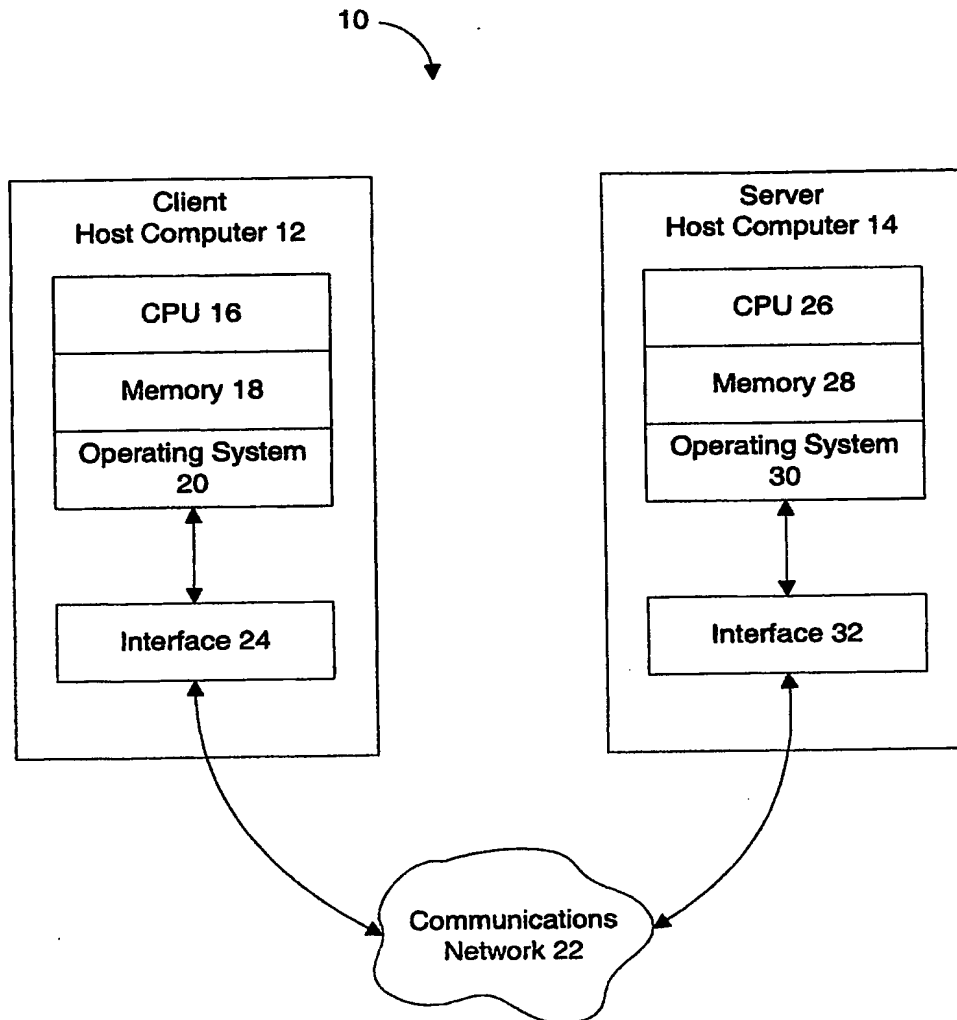 10
Client
Host Computer 12
CPU 16
Memory 18
Operating System
20
Interface 24
Server
Host Computer 14
CPU 26
Memory 28
Operating System
30
Interface 32
Communications
Network 22